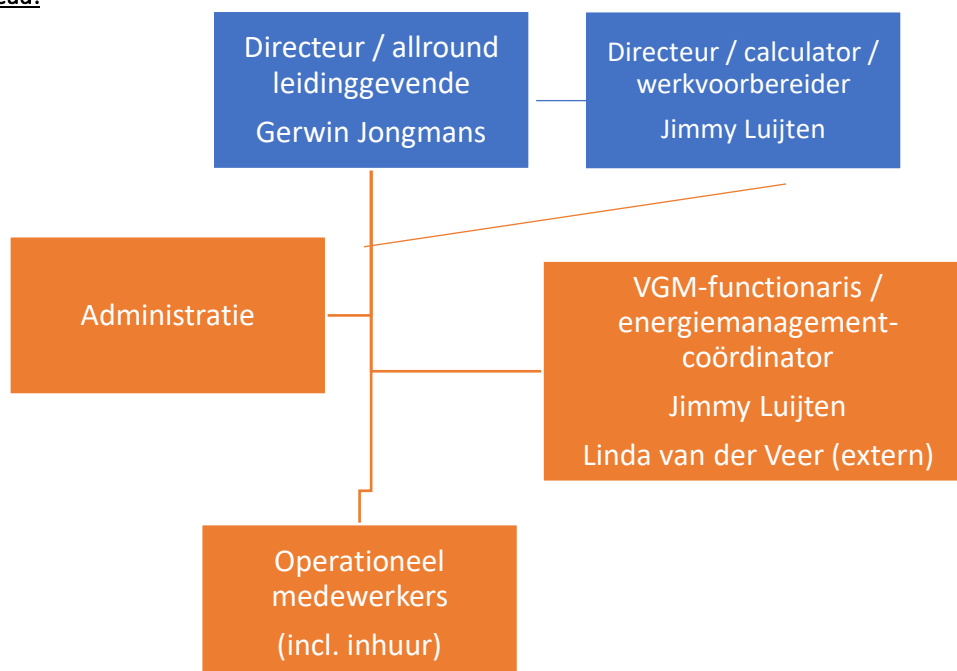 Directeur / allround
leidinggevende
Gerwin Jongmans
Directeur / calculator /
werkvoorbereider
Jimmy Luijten
Administratie
VGM-functionaris /
energiemanagement-
coördinator
Jimmy Luijten
Linda van der Veer (extern)
Operationeel
medewerkers
(incl. inhuur)